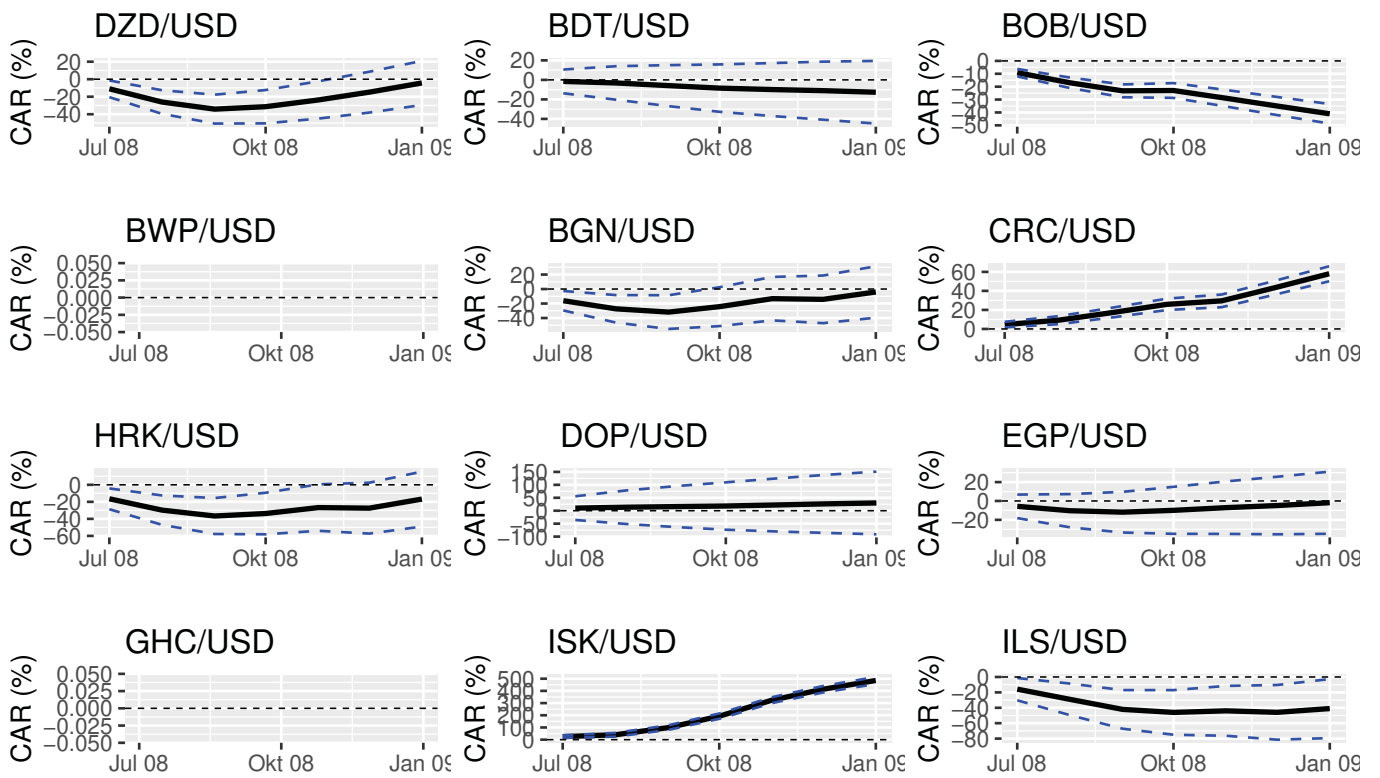 DZD/USD
CAR (%)
20
0
−20
−40
Jul 08 Okt 08 Jan 09
BDT/USD
CAR (%)
20
0
−20
−40
Jul 08 Okt 08 Jan 09
BOB/USD
CAR (%)
0
−10
−20
−30
−40
−50
Jul 08 Okt 08 Jan 09
BWP/USD
CAR (%)
0.050
0.025
0.000
−0.025
−0.050
Jul 08 Okt 08 Jan 09
BGN/USD
CAR (%)
20
0
−20
−40
Jul 08 Okt 08 Jan 09
CRC/USD
CAR (%)
60
40
20
0
Jul 08 Okt 08 Jan 09
HRK/USD
CAR (%)
0
−20
−40
−60
Jul 08 Okt 08 Jan 09
DOP/USD
CAR (%)
150
100
50
0
−50
−100
Jul 08 Okt 08 Jan 09
EGP/USD
CAR (%)
20
0
−20
Jul 08 Okt 08 Jan 09
GHC/USD
CAR (%)
0.050
0.025
0.000
−0.025
−0.050
Jul 08 Okt 08 Jan 09
ISK/USD
CAR (%)
500
400
300
200
100
0
Jul 08 Okt 08 Jan 09
ILS/USD
CAR (%)
0
−20
−40
−60
−80
Jul 08 Okt 08 Jan 09